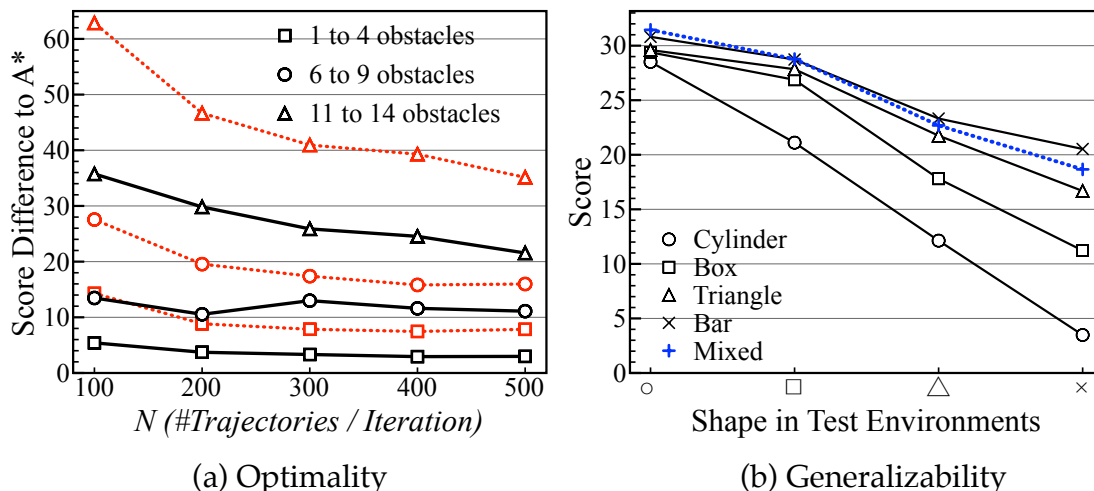 Score Difference to A*
60
50
40
30
20
10
0
1 to 4 obstacles
6 to 9 obstacles
11 to 14 obstacles
100 200 300 400 500
N (#Trajectories / Iteration)
(a) Optimality
Score
30
25
20
15
10
5
0
Cylinder
Box
Triangle
Bar
Mixed
Shape in Test Environments
(b) Generalizability